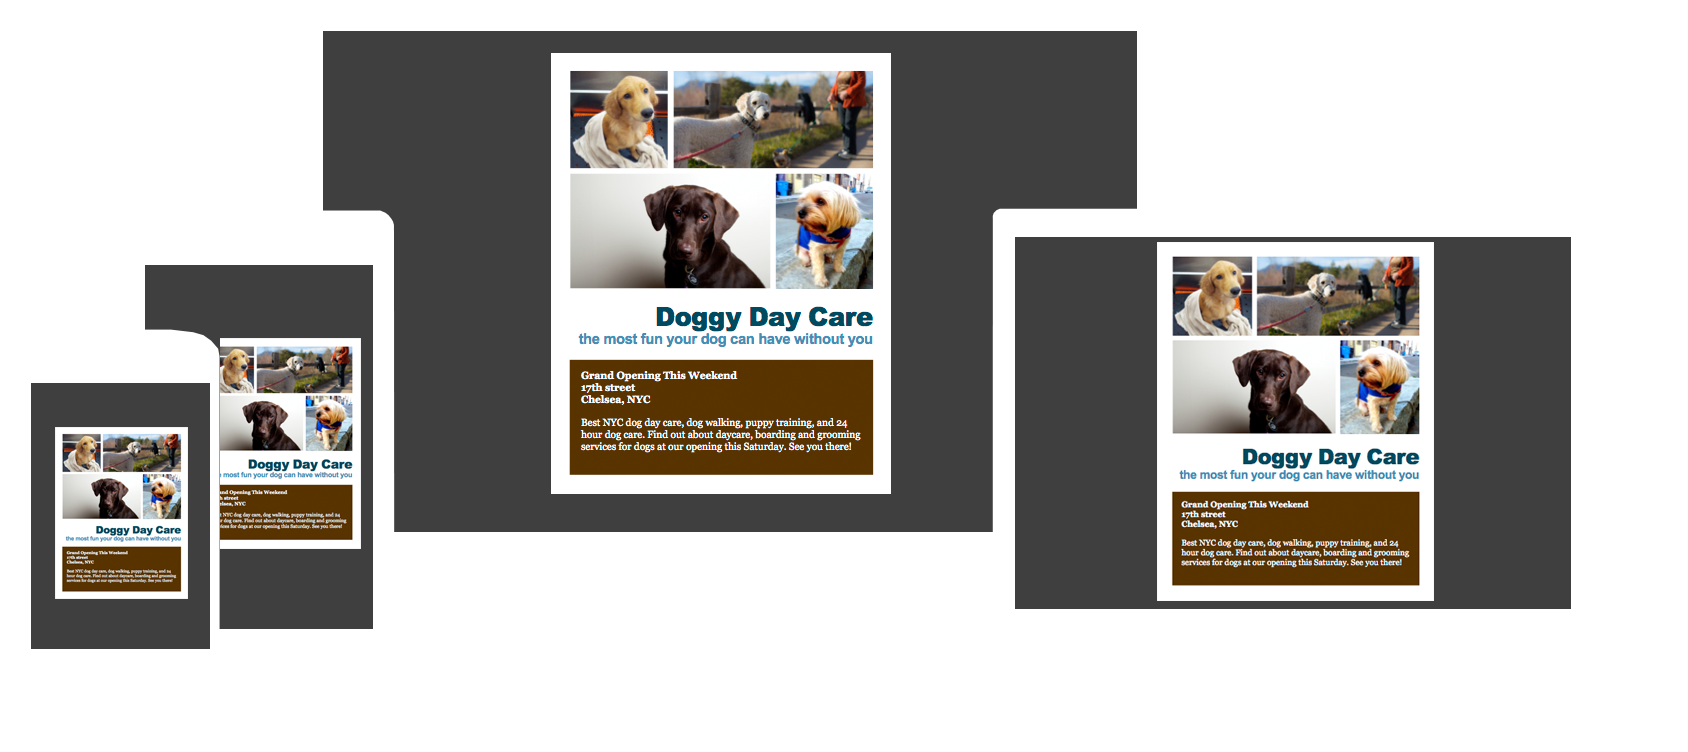 Doggy Day Care
the most fun your dog can have without you
Grand Opening This Weekend
17th street
Chelsea, NYC
Best NYC dog day care, dog walking, puppy training, and 24
hour dog care. Find out about daycare, boarding and grooming
services for dogs at our opening this Saturday. See you there!
Doggy Day Care
the most fun your dog can have without you
Grand Opening This Weekend
17th street
Chelsea, NYC
Best NYC dog day care, dog walking, puppy training, and 24
hour dog care. Find out about daycare, boarding and grooming
services for dogs at our opening this Saturday. See you there!
Doggy Day Care
most fun your dog can have without you
Opening This Weekend
street
NYC
NYC dog day care, dog walking, puppy training, and 24
dog care. Find out about daycare, boarding and grooming
for dogs at our opening this Saturday. See you there!
Doggy Day Care
the most fun your dog can have without you
Grand Opening This Weekend
17th street
Chelsea, NYC
Best NYC dog day care, dog walking, puppy training, and 24
hour dog care. Find out about daycare, boarding and grooming
services for dogs at our opening this Saturday. See you there!